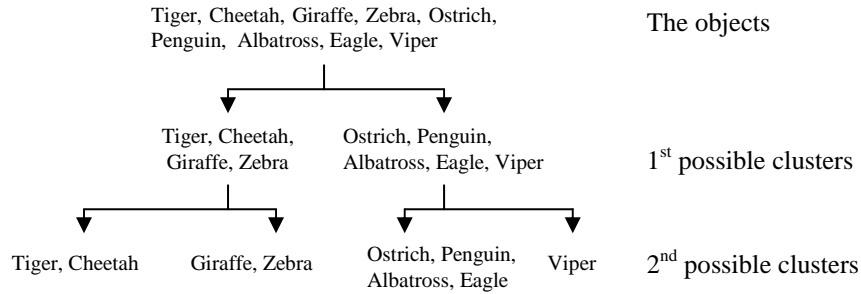 Tiger, Cheetah, Giraffe, Zebra, Ostrich,
Penguin, Albatross, Eagle, Viper
The objects
Tiger, Cheetah,
Giraffe, Zebra
Ostrich, Penguin,
Albatross, Eagle, Viper
1st possible clusters
Tiger, Cheetah
Giraffe, Zebra
Ostrich, Penguin,
Albatross, Eagle
Viper
2nd possible clusters